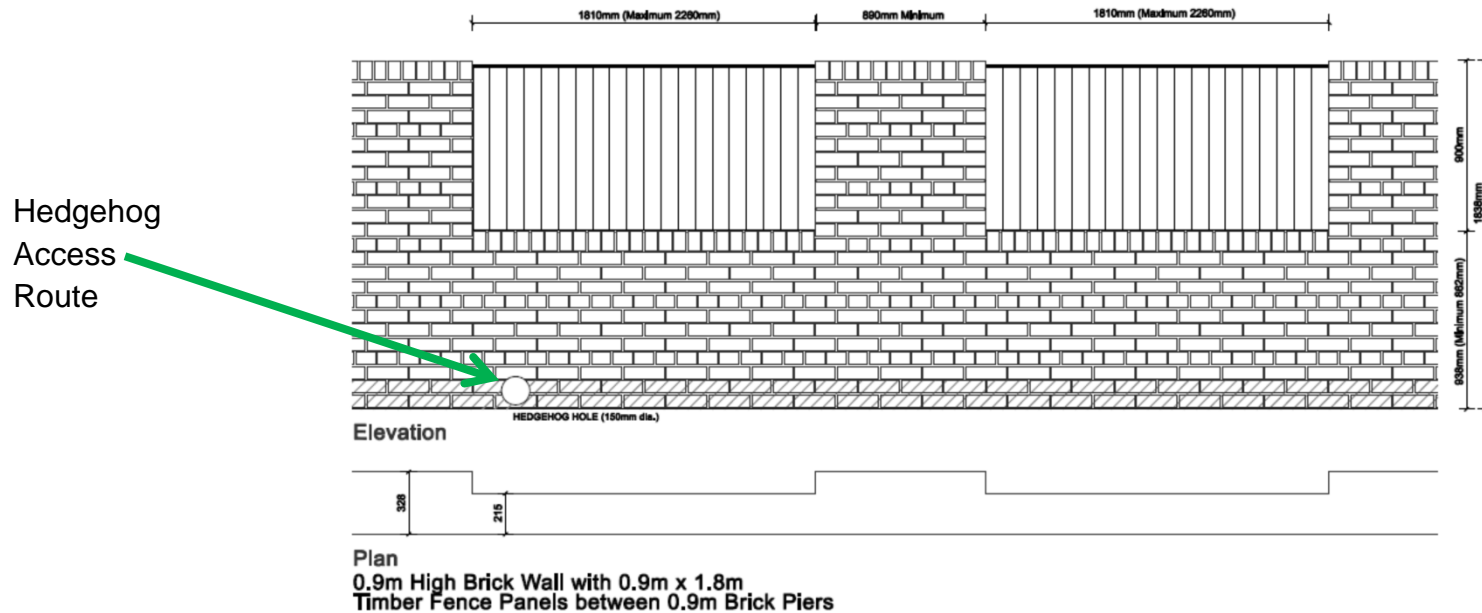 1810mm (Maximum 2260mm)
890mm Minimum
1810mm (Maximum 2260mm)
900mm
1838mm
938mm (Minimum 862mm)
Hedgehog
Access
Route
HEDGEHOG HOLE (150mm dia.)
Elevation
328
215
Plan
0.9m High Brick Wall with 0.9m x 1.8m
Timber Fence Panels between 0.9m Brick Piers